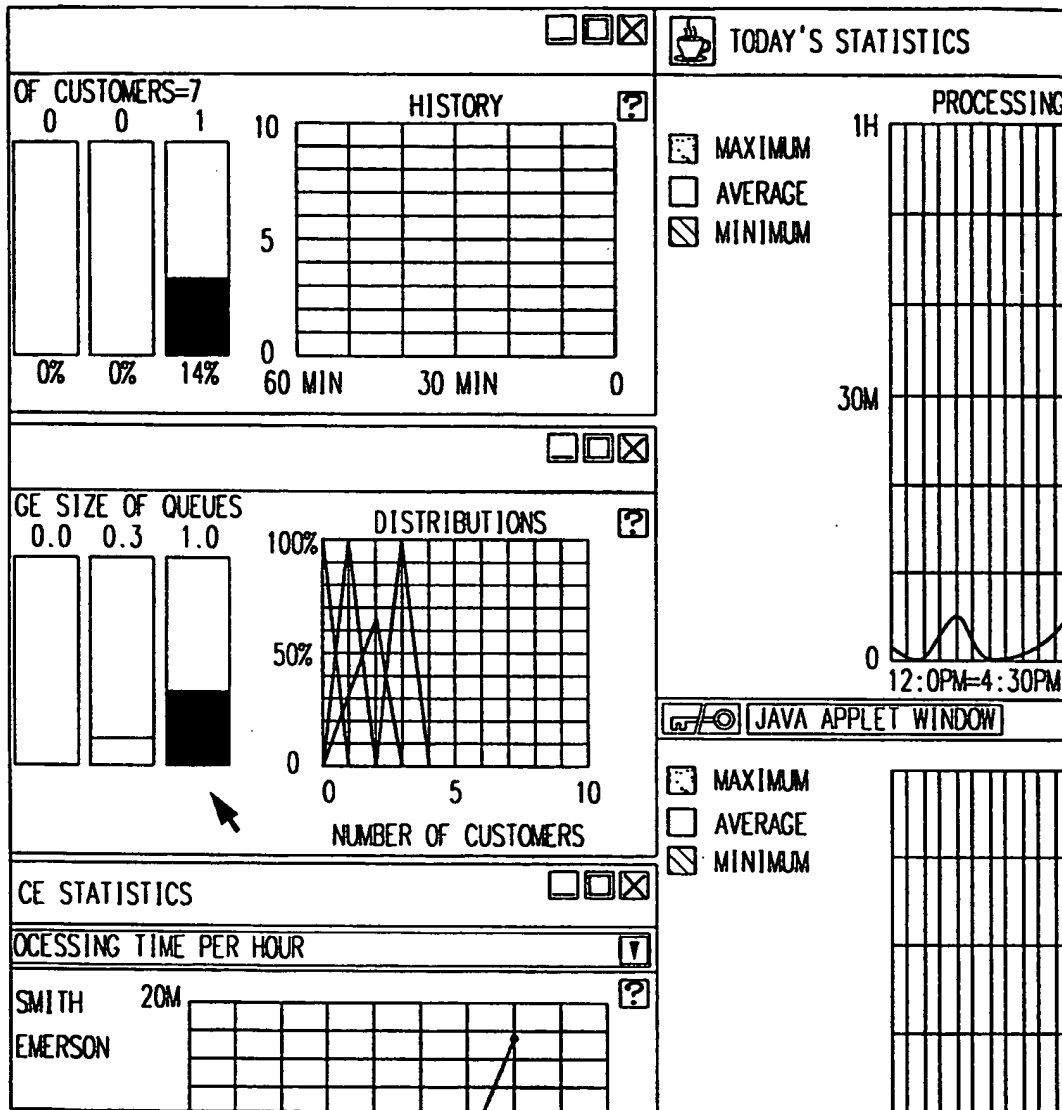 OF CUSTOMERS=7
0 0 1
0% 0% 14%
HISTORY
?
10
5
0
60 MIN 30 MIN 0
GE SIZE OF QUEUES
0.0 0.3 1.0
DISTRIBUTIONS
?
100%
50%
0
0 5 10
NUMBER OF CUSTOMERS
CE STATISTICS
OCESSING TIME PER HOUR
SMITH
EMERSON
20M
?
TODAY'S STATISTICS
PROCESSING
MAXIMUM
AVERAGE
MINIMUM
1H
30M
0
12:0PM=4:30PM
JAVA APPLET WINDOW
MAXIMUM
AVERAGE
MINIMUM